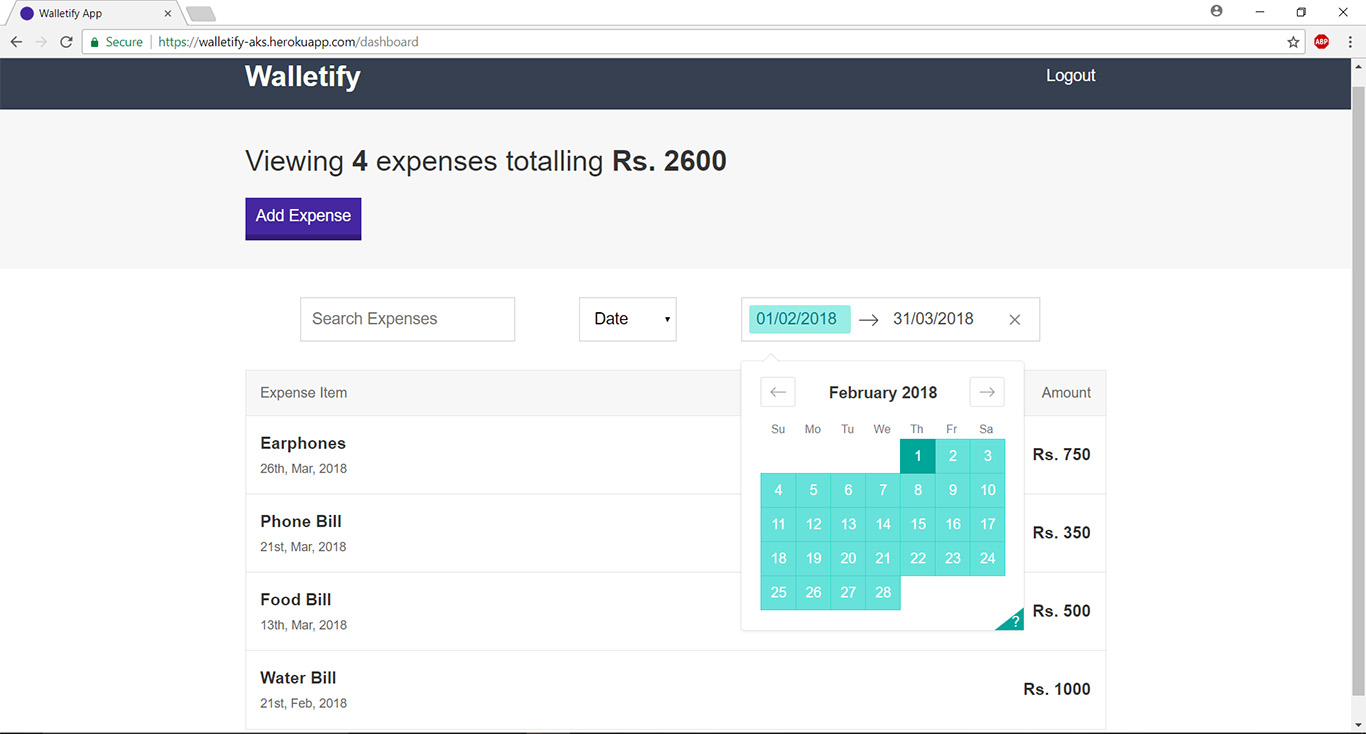 Walletify App
Secure | https://walletify-aks.herokuapp.com/dashboard
ABP
Walletify
Logout
Viewing 4 expenses totalling Rs. 2600
Add Expense
Search Expenses
Date
01/02/2018
31/03/2018
Expense Item
Amount
February 2018
Su Mo Tu We Th Fr Sa
1 2 3
4 5 6 7 8 9 10
11 12 13 14 15 16 17
18 19 20 21 22 23 24
25 26 27 28
?
Earphones
26th, Mar, 2018
Rs. 750
Phone Bill
21st, Mar, 2018
Rs. 350
Food Bill
13th, Mar, 2018
Rs. 500
Water Bill
21st, Feb, 2018
Rs. 1000